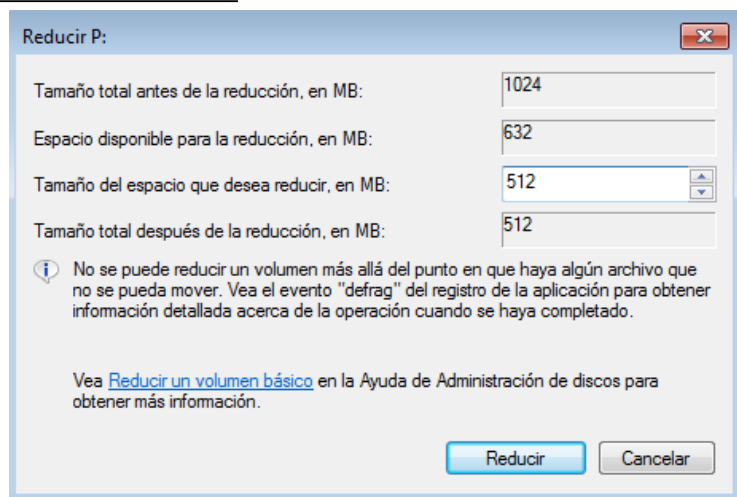 Reducir P:
Tamaño total antes de la reducción, en MB: 1024
Espacio disponible para la reducción, en MB: 632
Tamaño del espacio que desea reducir, en MB: 512
Tamaño total después de la reducción, en MB: 512
No se puede reducir un volumen más allá del punto en que haya algún archivo que
no se pueda mover. Vea el evento "defrag" del registro de la aplicación para obtener
información detallada acerca de la operación cuando se haya completado.
Vea Reducir un volumen básico en la Ayuda de Administración de discos para
obtener más información.
Reducir Cancelar